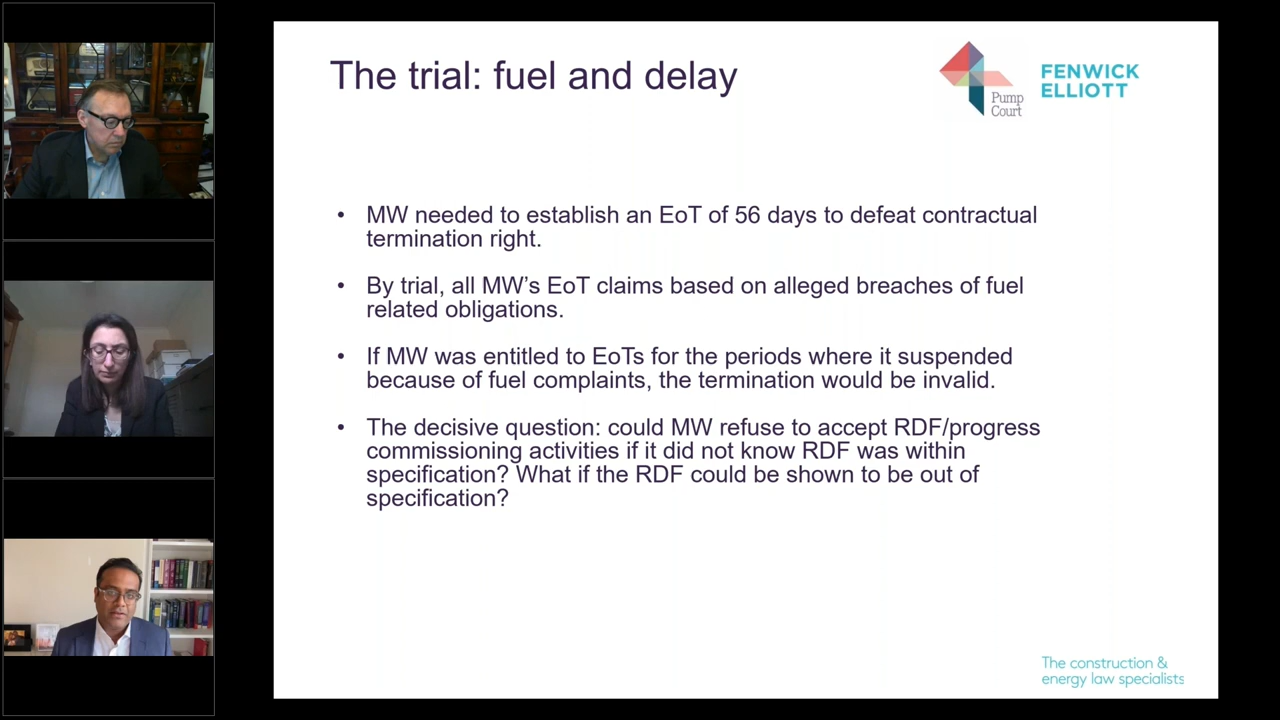 The trial: fuel and delay
Pump
Court
FENWICK
ELLIOTT
• MW needed to establish an EoT of 56 days to defeat contractual
termination right.
• By trial, all MW's EoT claims based on alleged breaches of fuel
related obligations.
• If MW was entitled to EoTs for the periods where it suspended
because of fuel complaints, the termination would be invalid.
• The decisive question: could MW refuse to accept RDF/progress
commissioning activities if it did not know RDF was within
specification? What if the RDF could be shown to be out of
specification?
The construction &
energy law specialists